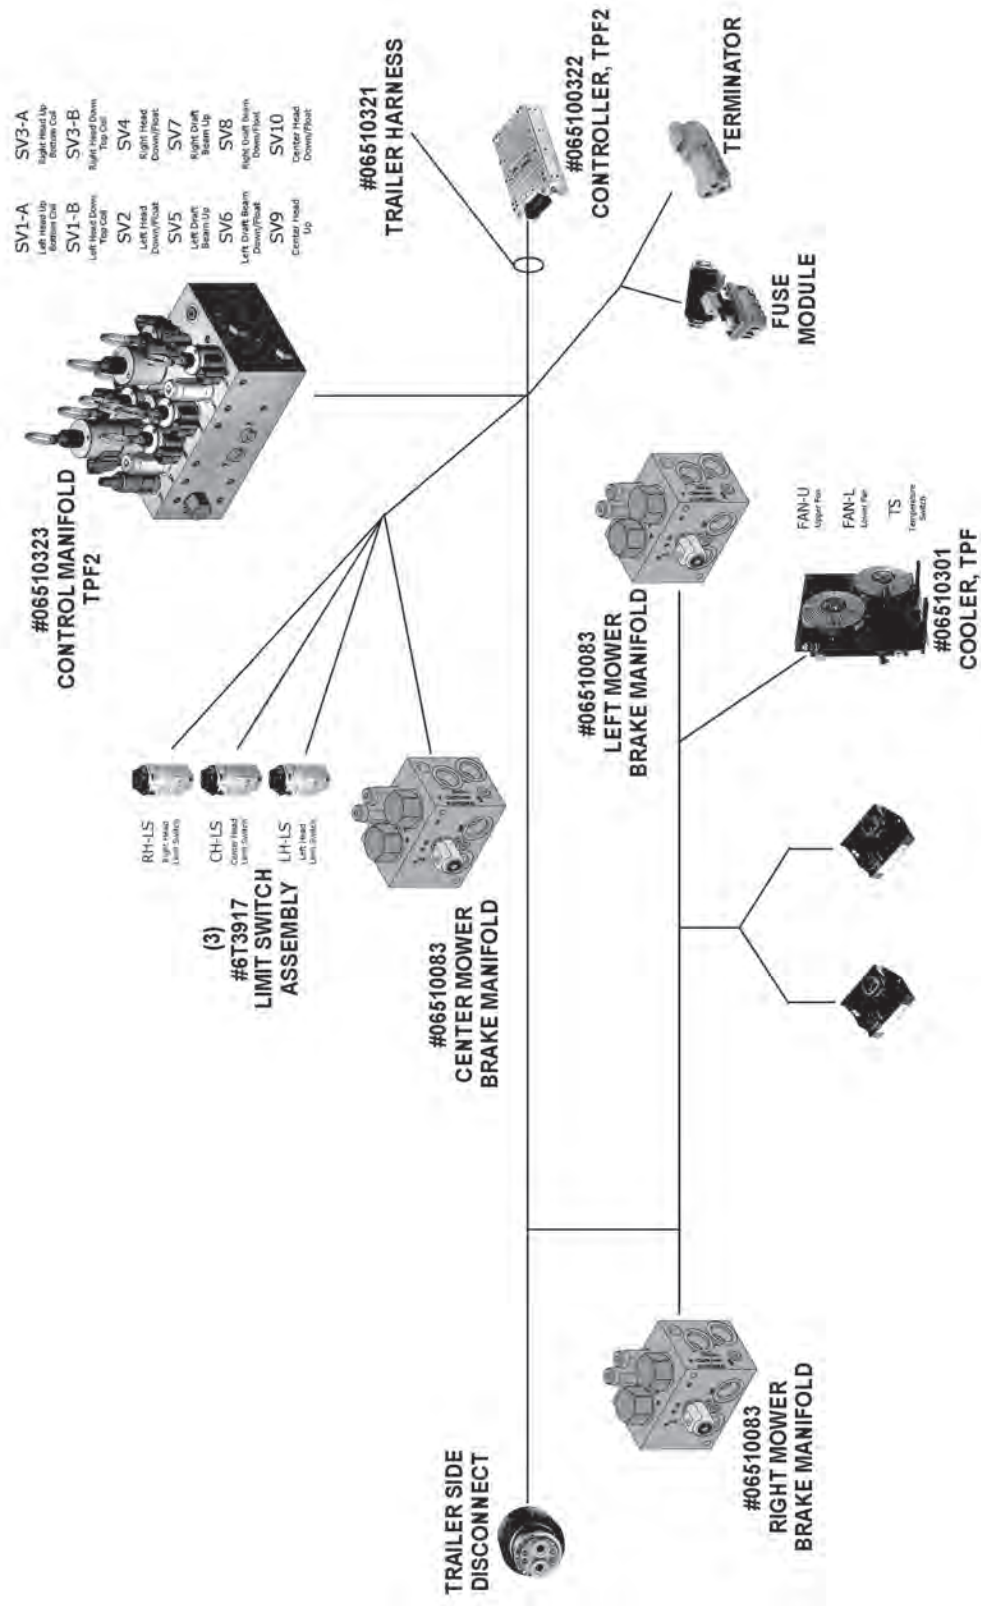 #06510323
CONTROL MANIFOLD
TPF2
SV1-A
Left Head Up
Bottom Coil
SV1-B
Left Head Down
Top Coil
SV2
Left Head
Down/Float
SV5
Left Draft
Beam Up
SV6
Left Draft Beam
Down/Float
SV9
Center Head
Up
SV3-A
Right Head Up
Bottom Coil
SV3-B
Right Head Down
Top Coil
SV4
Right Head
Down/Float
SV7
Right Draft
Beam Up
SV8
Right Draft Beam
Down/Float
SV10
Center Head
Down/Float
RH-LS
Right Head
Limit Switch
CH-LS
Center Head
Limit Switch
LH-LS
Left Head
Limit Switch
(3)
#6T3917
LIMIT SWITCH
ASSEMBLY
#06510321
TRAILER HARNESS
#06510083
CENTER MOWER
BRAKE MANIFOLD
#065100322
CONTROLLER, TPF2
TERMINATOR
FUSE
MODULE
TRAILER SIDE
DISCONNECT
#06510083
LEFT MOWER
BRAKE MANIFOLD
FAN-U
Upper Fan
FAN-L
Lower Fan
TS
Temperature
Switch
#06510301
COOLER, TPF
#06510083
RIGHT MOWER
BRAKE MANIFOLD